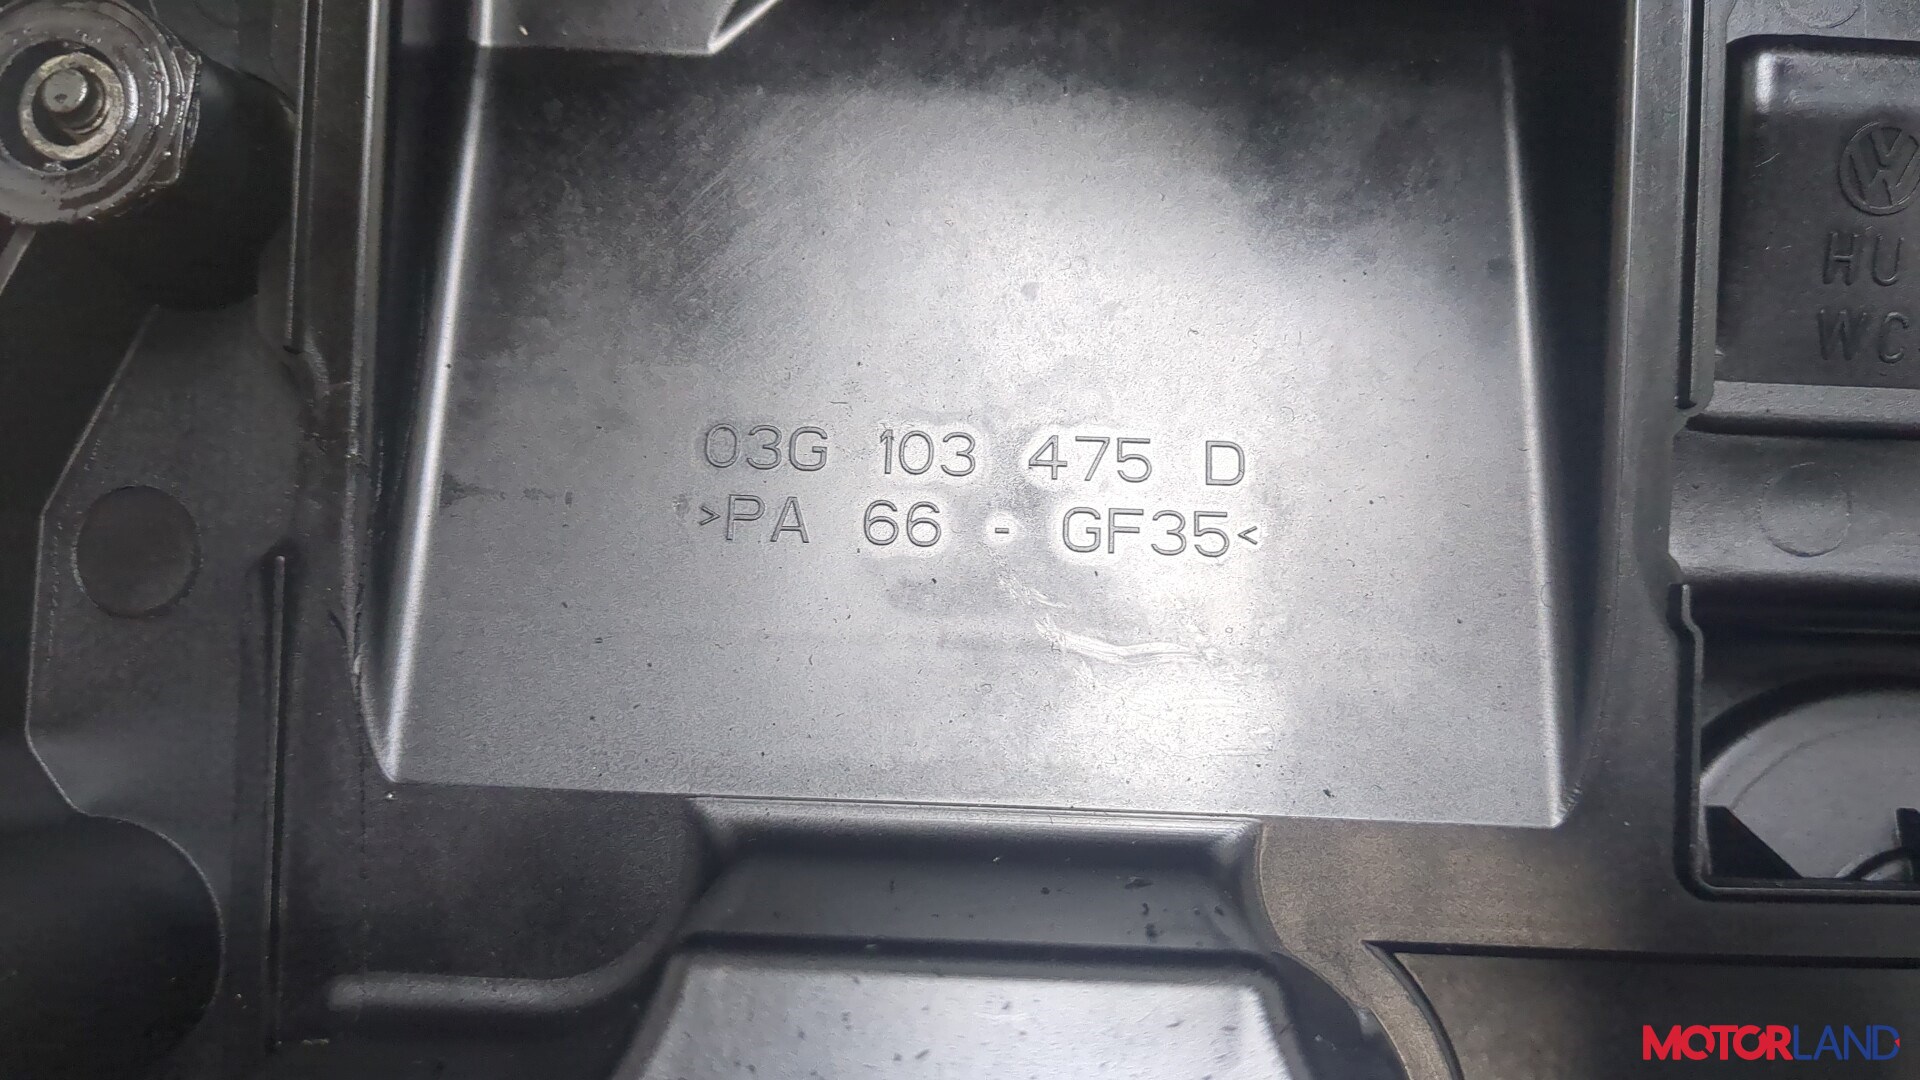 03G 103 475 D
>PA 66 - GF35<
HU
WC
MOTORLAND